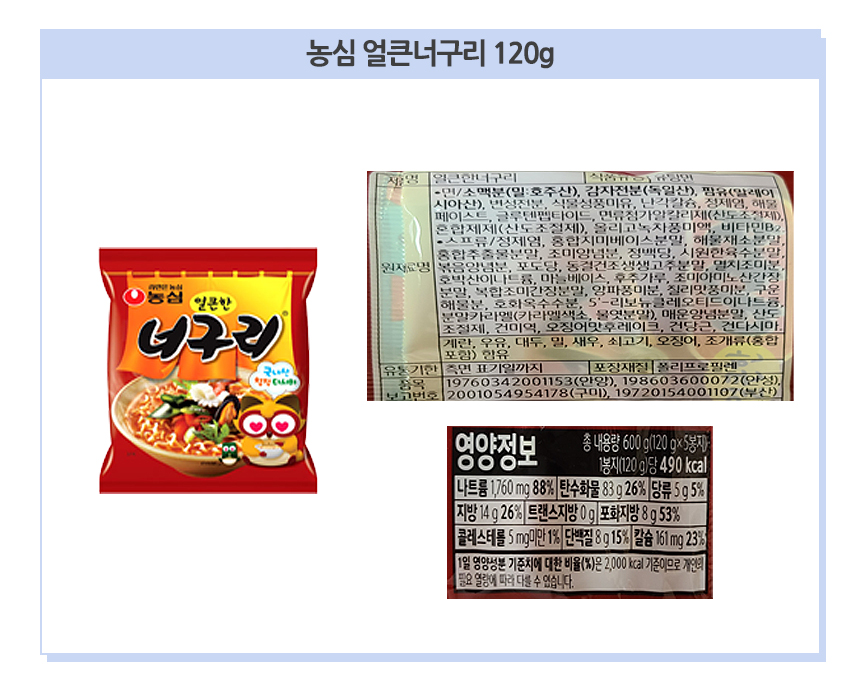 농심 얼큰너구리 120g
라면은 농심
농심
얼큰한
너구리
국내산
다시마
제품명 얼큰한너구리 식품유형 유탕면
원재료명
•면/소맥분(밀:호주산), 감자전분(독일산), 팜유(말레이
시아산), 변성전분, 식물성풍미유, 난각칼슘, 정제염, 해물
페이스트, 글루텐펩타이드, 면류첨가알칼리제(산도조절제),
혼합제제(산도조절제), 올리고녹차풍미액, 비타민B₂
•스프류/정제염, 홍합지미베이스분말, 해물재소분말,
홍합추출물분말, 조미양념분, 정백당, 시원한육수분말,
볶음양념분, 포도당, 동결건조생생고추분말, 멸치조미분,
호박산이나트륨, 맛베이스, 후추가루, 조미아미노산간장
분말, 복합조미간장분말, 양파풍미분, 칠리맛풍미분, 구운
해물분, 호화옥수수분, 5'-리보뉴클레오티드이나트륨,
분말카라멜(카라멜색소, 물엿분말), 매운양념분말, 산도
조절제, 건미역, 오징어맛후레이크, 건당근, 건다시마
계란, 우유, 대두, 밀, 새우, 쇠고기, 오징어, 조개류(홍합
포함) 함유
유통기한 측면 표기일까지 포장재질 폴리프로필렌
품목 19760342001153(안양), 198603600072(안성),
보고번호 2001054954178(구미), 19720154001107(부산)
영양정보 총 내용량 600 g(120 g×5봉지)
1봉지(120 g)당 490 kcal
나트륨 1,760 mg 88% 탄수화물 83 g 26% 당류 5 g 5%
지방 14 g 26% 트랜스지방 0 g 포화지방 8 g 53%
콜레스테롤 5 mg미만 1% 단백질 8 g 15% 칼슘 161 mg 23%
1일 영양성분 기준치에 대한 비율(%)은 2,000 kcal 기준이므로 개인의
필요 열량에 따라 다를 수 있습니다.